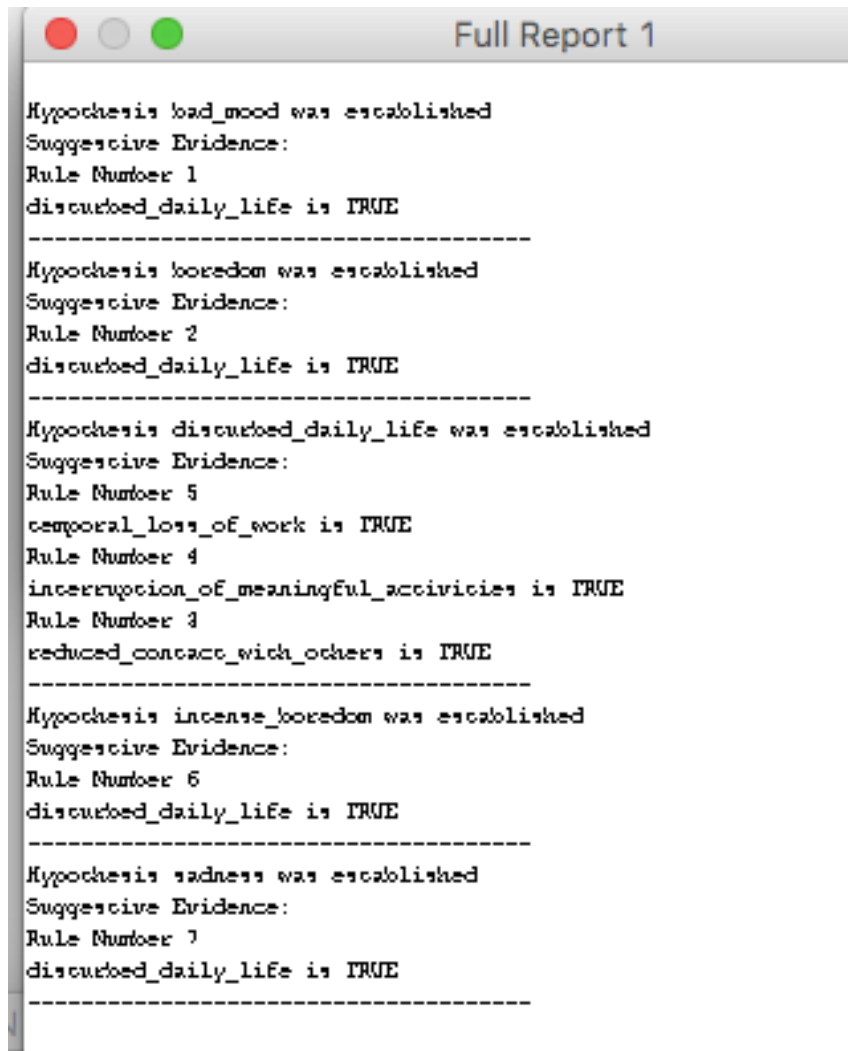 Full Report 1
Hypothesis bad_mood was established
Suggestive Evidence:
Rule Number 1
disturbed_daily_life is TRUE
--------------------------------------
Hypothesis boredom was established
Suggestive Evidence:
Rule Number 2
disturbed_daily_life is TRUE
--------------------------------------
Hypothesis disturbed_daily_life was established
Suggestive Evidence:
Rule Number 5
temporal_loss_of_work is TRUE
Rule Number 4
interruption_of_meaningful_activities is TRUE
Rule Number 3
reduced_contact_with_others is TRUE
--------------------------------------
Hypothesis intense_boredom was established
Suggestive Evidence:
Rule Number 6
disturbed_daily_life is TRUE
--------------------------------------
Hypothesis sadness was established
Suggestive Evidence:
Rule Number 7
disturbed_daily_life is TRUE
--------------------------------------